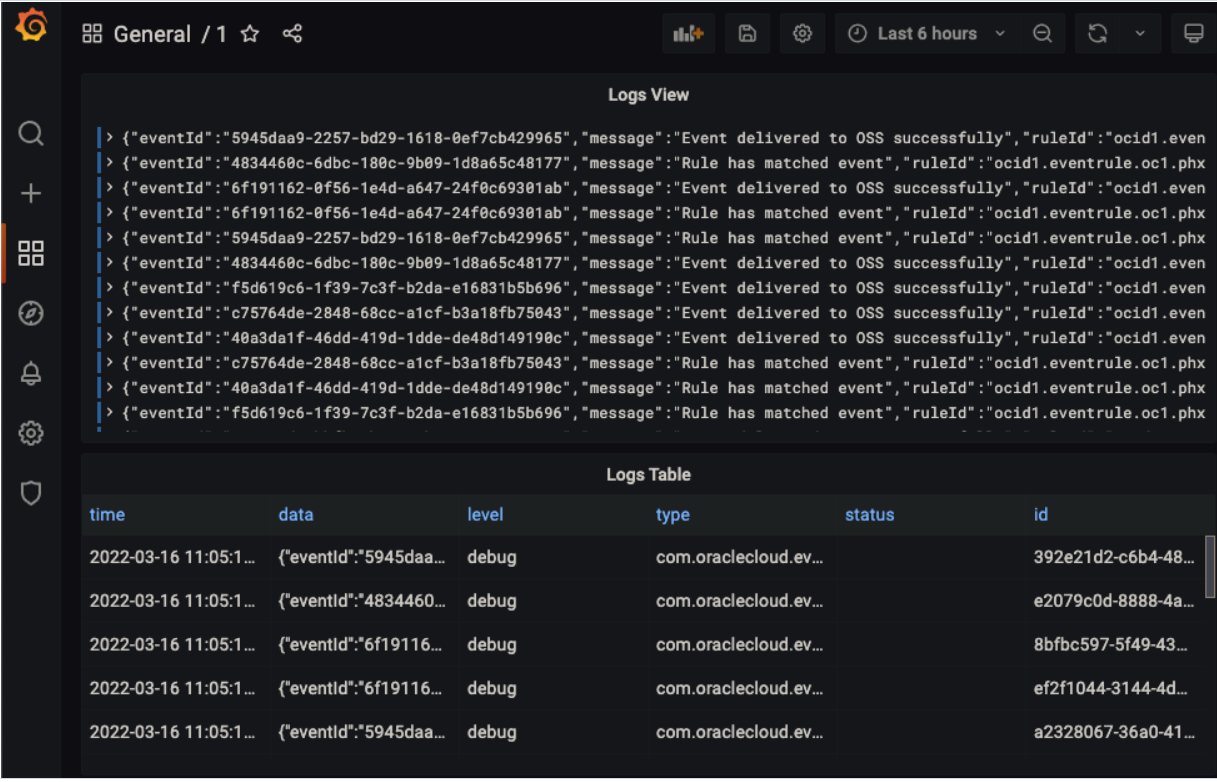 General / 1
Last 6 hours
Logs View
{"eventId":"5945daa9-2257-bd29-1618-0ef7cb429965","message":"Event delivered to OSS successfully","ruleId":"ocid1.even
{"eventId":"4834460c-6dbc-180c-9b09-1d8a65c48177","message":"Rule has matched event","ruleId":"ocid1.eventrule.oc1.phx
{"eventId":"6f191162-0f56-1e4d-a647-24f0c69301ab","message":"Event delivered to OSS successfully","ruleId":"ocid1.even
{"eventId":"6f191162-0f56-1e4d-a647-24f0c69301ab","message":"Rule has matched event","ruleId":"ocid1.eventrule.oc1.phx
{"eventId":"5945daa9-2257-bd29-1618-0ef7cb429965","message":"Rule has matched event","ruleId":"ocid1.eventrule.oc1.phx
{"eventId":"4834460c-6dbc-180c-9b09-1d8a65c48177","message":"Event delivered to OSS successfully","ruleId":"ocid1.even
{"eventId":"f5d619c6-1f39-7c3f-b2da-e16831b5b696","message":"Event delivered to OSS successfully","ruleId":"ocid1.even
{"eventId":"c75764de-2848-68cc-a1cf-b3a18fb75043","message":"Event delivered to OSS successfully","ruleId":"ocid1.even
{"eventId":"40a3da1f-46dd-419d-1dde-de48d149190c","message":"Event delivered to OSS successfully","ruleId":"ocid1.even
{"eventId":"c75764de-2848-68cc-a1cf-b3a18fb75043","message":"Rule has matched event","ruleId":"ocid1.eventrule.oc1.phx
{"eventId":"40a3da1f-46dd-419d-1dde-de48d149190c","message":"Rule has matched event","ruleId":"ocid1.eventrule.oc1.phx
{"eventId":"f5d619c6-1f39-7c3f-b2da-e16831b5b696","message":"Rule has matched event","ruleId":"ocid1.eventrule.oc1.phx
Logs Table
time data level type status id
2022-03-16 11:05:1... {"eventId":"5945daa... debug com.oraclecloud.ev... 392e21d2-c6b4-48...
2022-03-16 11:05:1... {"eventId":"4834460... debug com.oraclecloud.ev... e2079c0d-8888-4a...
2022-03-16 11:05:1... {"eventId":"6f19116... debug com.oraclecloud.ev... 8bfbc597-5f49-43...
2022-03-16 11:05:1... {"eventId":"6f19116... debug com.oraclecloud.ev... ef2f1044-3144-4d...
2022-03-16 11:05:1... {"eventId":"5945daa... debug com.oraclecloud.ev... a2328067-36a0-41...